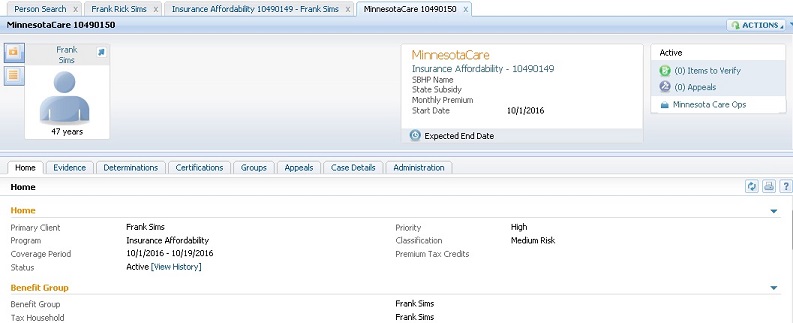 Person Search x Frank Rick Sims x Insurance Affordability 10490149 - Frank Sims x MinnesotaCare 10490150 x
MinnesotaCare 10490150 ACTIONS
Frank
Sims
47 years
MinnesotaCare
Insurance Affordability - 10490149
SBHP Name
State Subsidy
Monthly Premium
Start Date 10/1/2016
Expected End Date
Active
(0) Items to Verify
(0) Appeals
Minnesota Care Ops
Home Evidence Determinations Certifications Groups Appeals Case Details Administration
Home ?
Home
Primary Client Frank Sims Priority High
Program Insurance Affordability Classification Medium Risk
Coverage Period 10/1/2016 - 10/19/2016 Premium Tax Credits
Status Active [View History]
Benefit Group
Benefit Group Frank Sims
Tax Household Frank Sims